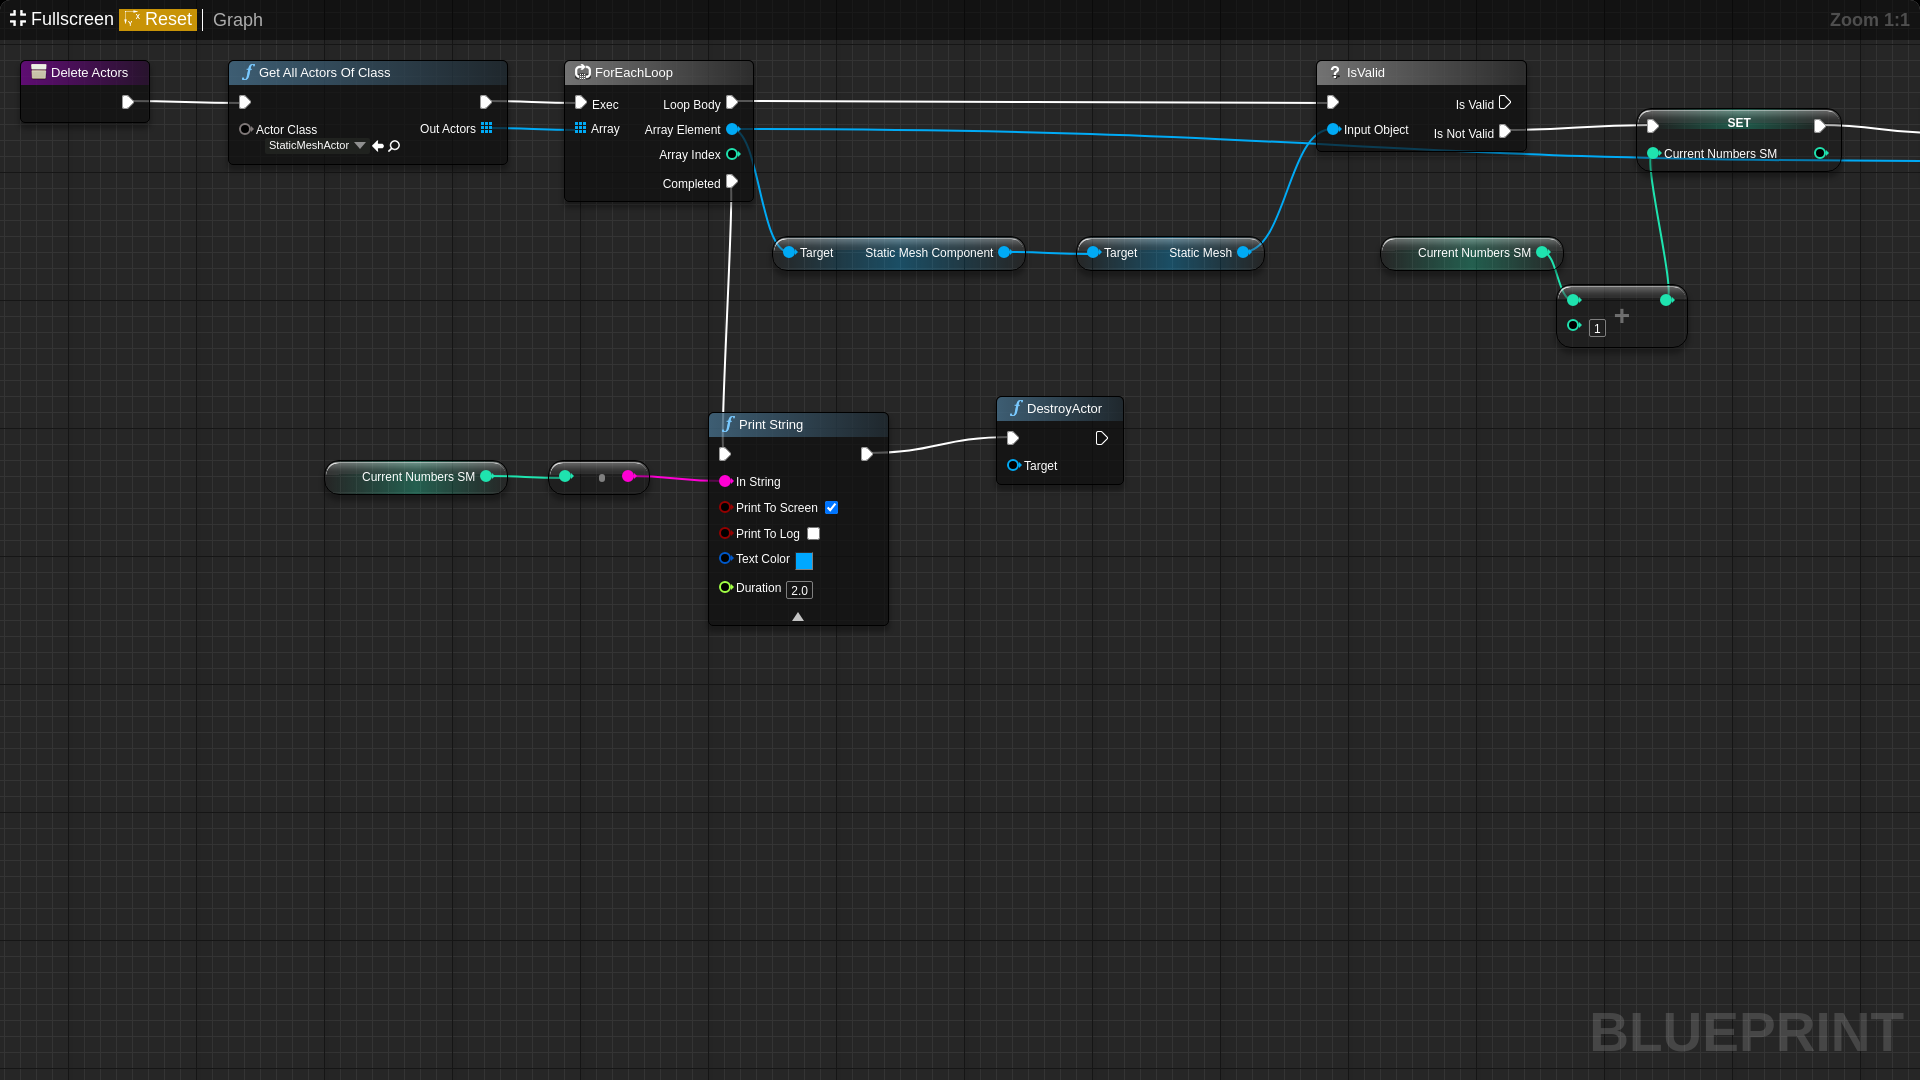 Fullscreen Reset Graph
Zoom 1:1
Delete Actors
Get All Actors Of Class
Actor Class
StaticMeshActor
Out Actors
ForEachLoop
Exec
Loop Body
Array
Array Element
Array Index
Completed
IsValid
Is Valid
Input Object
Is Not Valid
SET
Current Numbers SM
Target
Static Mesh Component
Target
Static Mesh
Current Numbers SM
1
+
Print String
In String
Print To Screen
Print To Log
Text Color
Duration 2.0
DestroyActor
Target
Current Numbers SM
BLUEPRINT